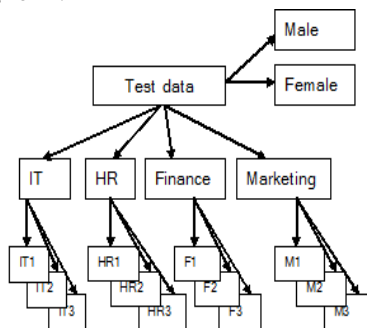 Male
Test data
Female
IT
HR
Finance
Marketing
IT1
HR1
F1
M1
IT2
HR2
F2
M2
IT3
HR3
F3
M3